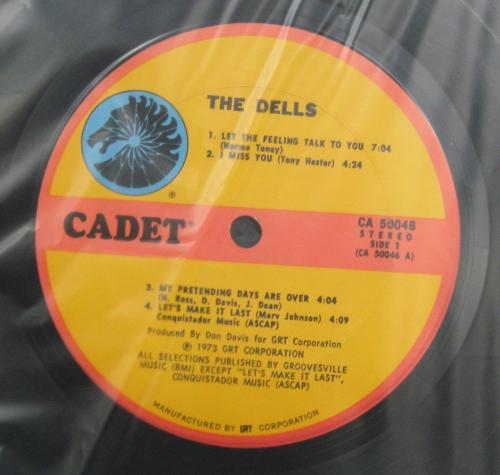 THE DELLS
1. LET THE FEELING TALK TO YOU 7:04
(Norma Toney)
2. I MISS YOU (Tony Hester) 4:24
®
CADET®
CA 50046
STEREO
SIDE 1
(CA 50046 A)
3. MY PRETENDING DAYS ARE OVER 4:04
(H. Ross, D. Davis, J. Dean)
4. LET'S MAKE IT LAST (Marv Johnson) 4:09
Conquistador Music (ASCAP)
Produced By Don Davis for GRT Corporation
℗ 1973 GRT CORPORATION
ALL SELECTIONS PUBLISHED BY GROOVESVILLE
MUSIC (BMI) EXCEPT "LET'S MAKE IT LAST",
CONQUISTADOR MUSIC (ASCAP)
MANUFACTURED BY GRT CORPORATION